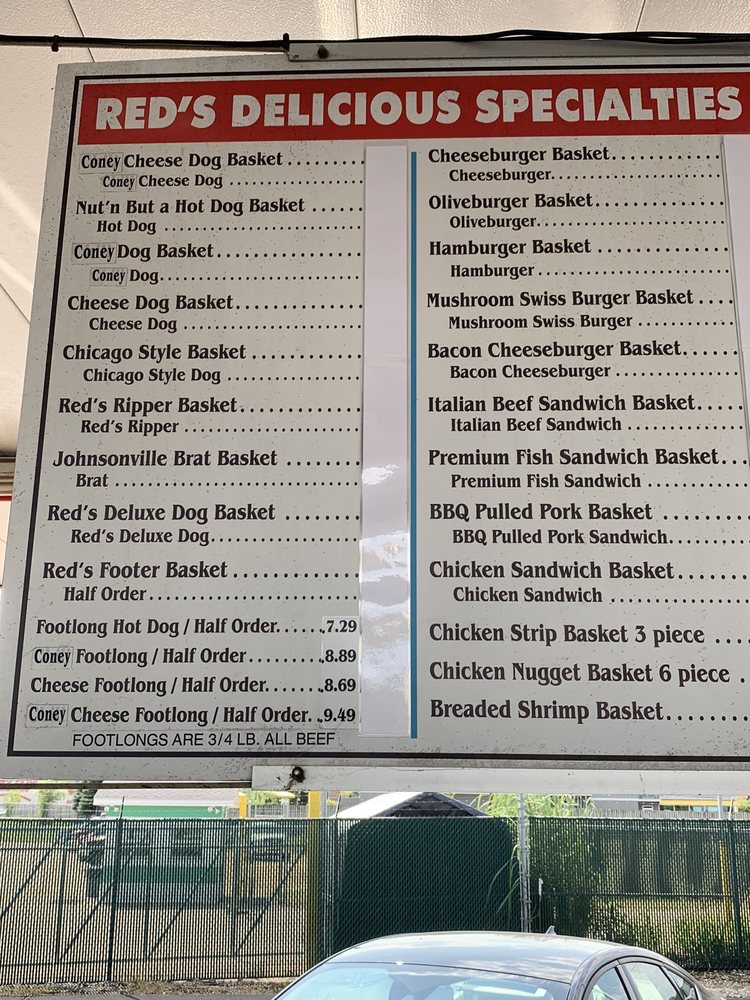 RED'S DELICIOUS SPECIALTIES
Coney Cheese Dog Basket ........
Coney Cheese Dog ..................
Nut'n But a Hot Dog Basket ......
Hot Dog ...........................
Coney Dog Basket.................
Coney Dog..........................
Cheese Dog Basket...............
Cheese Dog ........................
Chicago Style Basket ............
Chicago Style Dog .................
Red's Ripper Basket.............
Red's Ripper .......................
Johnsonville Brat Basket ........
Brat ................................
Red's Deluxe Dog Basket ........
Red's Deluxe Dog...................
Red's Footer Basket ..............
Half Order..........................
Footlong Hot Dog / Half Order......7.29
Coney Footlong / Half Order ........8.89
Cheese Footlong / Half Order.......8.69
Coney Cheese Footlong / Half Order..9.49
FOOTLONGS ARE 3/4 LB. ALL BEEF
Cheeseburger Basket..............
Cheeseburger.......................
Oliveburger Basket................
Oliveburger.........................
Hamburger Basket ................
Hamburger .........................
Mushroom Swiss Burger Basket ....
Mushroom Swiss Burger ............
Bacon Cheeseburger Basket......
Bacon Cheeseburger ...............
Italian Beef Sandwich Basket.....
Italian Beef Sandwich .............
Premium Fish Sandwich Basket...
Premium Fish Sandwich ...........
BBQ Pulled Pork Basket ..........
BBQ Pulled Pork Sandwich.........
Chicken Sandwich Basket.......
Chicken Sandwich .................
Chicken Strip Basket 3 piece ....
Chicken Nugget Basket 6 piece .
Breaded Shrimp Basket........